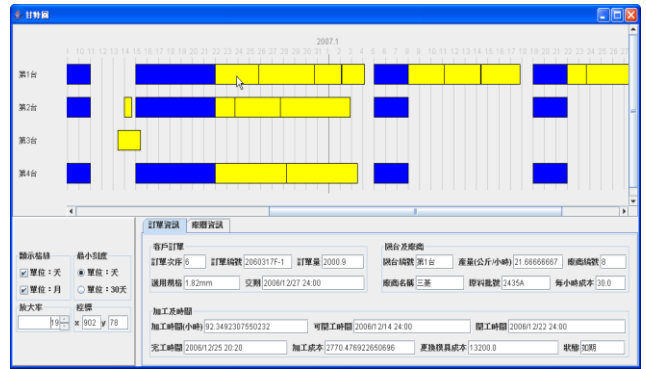 甘特圖
2007.1
10 11 12 13 14 15 16 17 18 19 20 21 22 23 24 25 26 27 28 29 30 31 1 2 3 4 5 6 7 8 9 10 11 12 13 14 15 16 17 18 19 20 21 22 23 24 25 26 27
第1台
第2台
第3台
第4台
訂單資訊 廠商資訊
顯示格線
單位：天
單位：月
最小刻度
單位：天
單位：30天
放大率
19
座標
x 902 y 78
客戶訂單
訂單次序 6 訂單編號 2060317F-1 訂單量 2000.9
適用規格 1.82mm 交期 2006/12/27 24:00
機台及廠商
機台編號 第1台 產量(公斤/小時) 21.66666667 廠商編號 8
廠商名稱 三菱 膠料批號 2435A 每小時成本 30.0
加工及時間
加工時間(小時) 92.3492307550232 可開工時間 2006/12/14 24:00 開工時間 2006/12/22 24:00
完工時間 2006/12/25 20:20 加工成本 2770.476922650696 更換模具成本 13200.0 狀態 如期